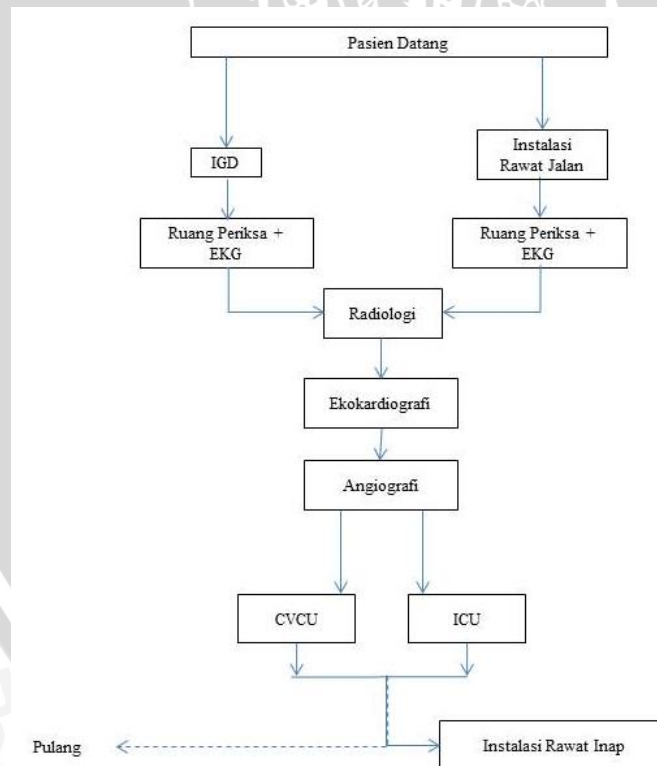 Pasien Datang
IGD
Instalasi
Rawat Jalan
Ruang Periksa +
EKG
Ruang Periksa +
EKG
Radiologi
Ekokardiografi
Angiografi
CVCU
ICU
Pulang
Instalasi Rawat Inap